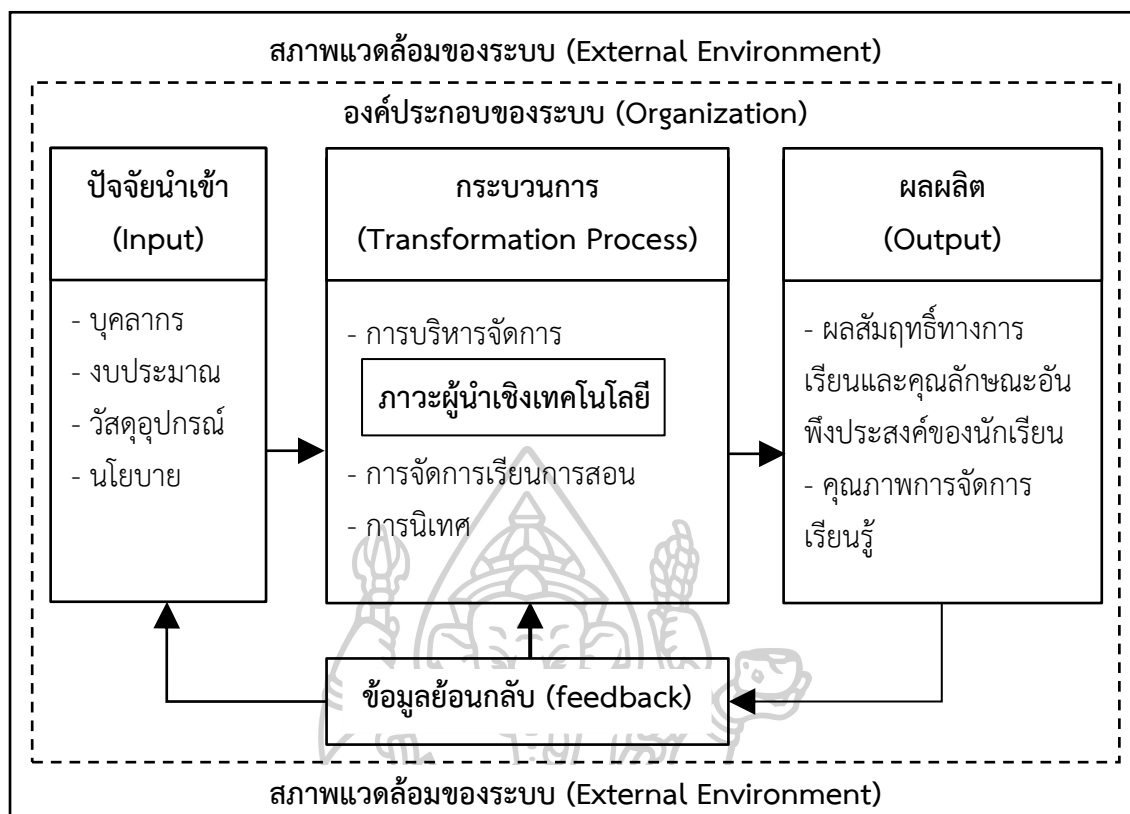 สภาพแวดล้อมของระบบ (External Environment)
องค์ประกอบของระบบ (Organization)
ปัจจัยนำเข้า
(Input)
- บุคลากร
- งบประมาณ
- วัสดุอุปกรณ์
- นโยบาย
กระบวนการ
(Transformation Process)
- การบริหารจัดการ
ภาวะผู้นำเชิงเทคโนโลยี
- การจัดการเรียนการสอน
- การนิเทศ
ผลผลิต
(Output)
- ผลสัมฤทธิ์ทางการ
เรียนและคุณลักษณะอัน
พึงประสงค์ของนักเรียน
- คุณภาพการจัดการ
เรียนรู้
ข้อมูลย้อนกลับ (feedback)
สภาพแวดล้อมของระบบ (External Environment)